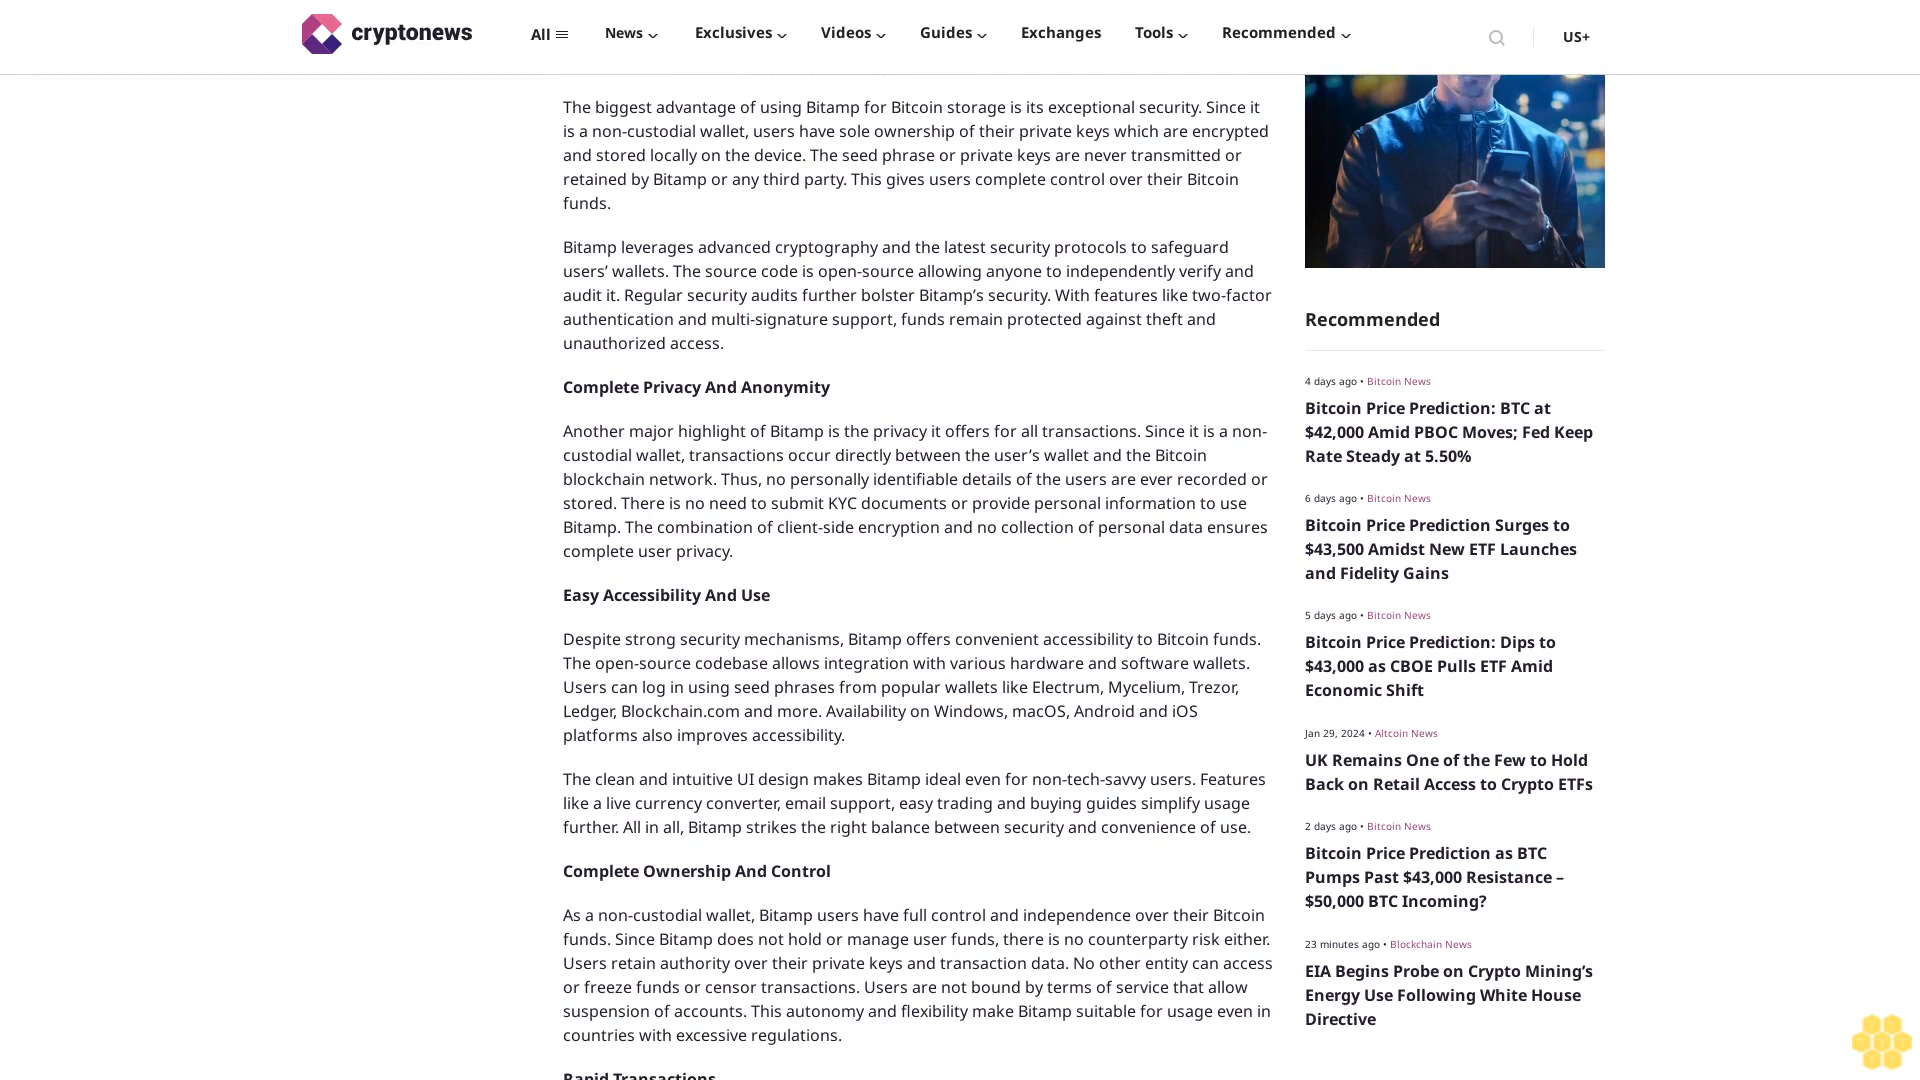 cryptonews
All
News
Exclusives
Videos
Guides
Exchanges
Tools
Recommended
US+
The biggest advantage of using Bitamp for Bitcoin storage is its exceptional security. Since it
is a non-custodial wallet, users have sole ownership of their private keys which are encrypted
and stored locally on the device. The seed phrase or private keys are never transmitted or
retained by Bitamp or any third party. This gives users complete control over their Bitcoin
funds.
Bitamp leverages advanced cryptography and the latest security protocols to safeguard
users’ wallets. The source code is open-source allowing anyone to independently verify and
audit it. Regular security audits further bolster Bitamp’s security. With features like two-factor
authentication and multi-signature support, funds remain protected against theft and
unauthorized access.
Complete Privacy And Anonymity
Another major highlight of Bitamp is the privacy it offers for all transactions. Since it is a non-
custodial wallet, transactions occur directly between the user’s wallet and the Bitcoin
blockchain network. Thus, no personally identifiable details of the users are ever recorded or
stored. There is no need to submit KYC documents or provide personal information to use
Bitamp. The combination of client-side encryption and no collection of personal data ensures
complete user privacy.
Easy Accessibility And Use
Despite strong security mechanisms, Bitamp offers convenient accessibility to Bitcoin funds.
The open-source codebase allows integration with various hardware and software wallets.
Users can log in using seed phrases from popular wallets like Electrum, Mycelium, Trezor,
Ledger, Blockchain.com and more. Availability on Windows, macOS, Android and iOS
platforms also improves accessibility.
The clean and intuitive UI design makes Bitamp ideal even for non-tech-savvy users. Features
like a live currency converter, email support, easy trading and buying guides simplify usage
further. All in all, Bitamp strikes the right balance between security and convenience of use.
Complete Ownership And Control
As a non-custodial wallet, Bitamp users have full control and independence over their Bitcoin
funds. Since Bitamp does not hold or manage user funds, there is no counterparty risk either.
Users retain authority over their private keys and transaction data. No other entity can access
or freeze funds or censor transactions. Users are not bound by terms of service that allow
suspension of accounts. This autonomy and flexibility make Bitamp suitable for usage even in
countries with excessive regulations.
Rapid Transactions
Recommended
4 days ago • Bitcoin News
Bitcoin Price Prediction: BTC at
$42,000 Amid PBOC Moves; Fed Keep
Rate Steady at 5.50%
6 days ago • Bitcoin News
Bitcoin Price Prediction Surges to
$43,500 Amidst New ETF Launches
and Fidelity Gains
5 days ago • Bitcoin News
Bitcoin Price Prediction: Dips to
$43,000 as CBOE Pulls ETF Amid
Economic Shift
Jan 29, 2024 • Altcoin News
UK Remains One of the Few to Hold
Back on Retail Access to Crypto ETFs
2 days ago • Bitcoin News
Bitcoin Price Prediction as BTC
Pumps Past $43,000 Resistance –
$50,000 BTC Incoming?
23 minutes ago • Blockchain News
EIA Begins Probe on Crypto Mining’s
Energy Use Following White House
Directive